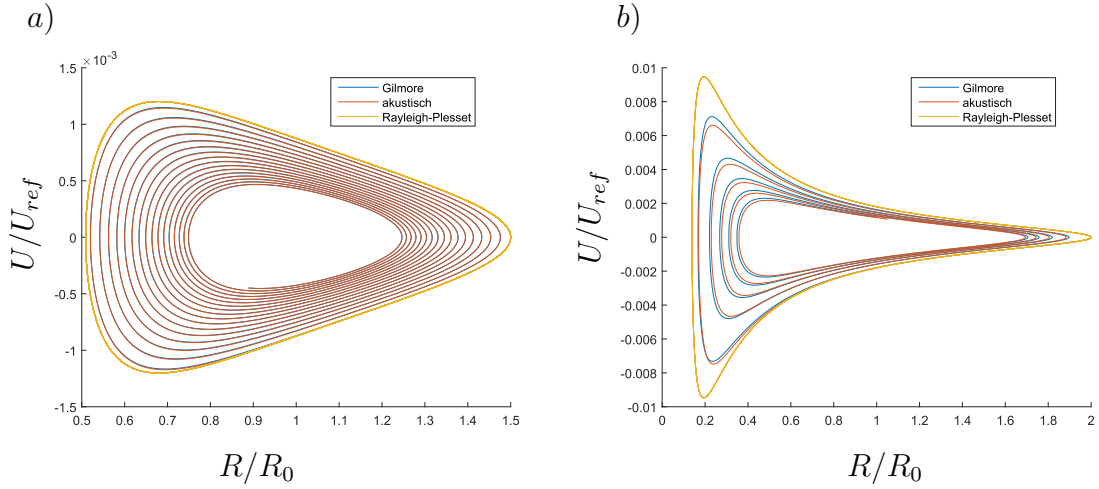 a)
×10⁻³
1.5
1
0.5
0
-0.5
-1
-1.5
0.5 0.6 0.7 0.8 0.9 1 1.1 1.2 1.3 1.4 1.5
U/U_ref
R/R_0
Gilmore
akustisch
Rayleigh-Plesset
b)
0.01
0.008
0.006
0.004
0.002
0
-0.002
-0.004
-0.006
-0.008
-0.01
0 0.2 0.4 0.6 0.8 1 1.2 1.4 1.6 1.8 2
U/U_ref
R/R_0
Gilmore
akustisch
Rayleigh-Plesset